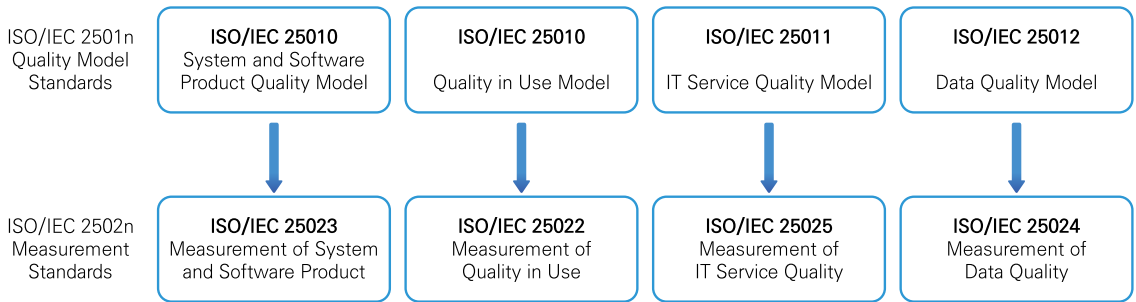 ISO/IEC 2501n
Quality Model
Standards
ISO/IEC 25010
System and Software
Product Quality Model
ISO/IEC 25010
Quality in Use Model
ISO/IEC 25011
IT Service Quality Model
ISO/IEC 25012
Data Quality Model
ISO/IEC 2502n
Measurement
Standards
ISO/IEC 25023
Measurement of System
and Software Product
ISO/IEC 25022
Measurement of
Quality in Use
ISO/IEC 25025
Measurement of
IT Service Quality
ISO/IEC 25024
Measurement of
Data Quality